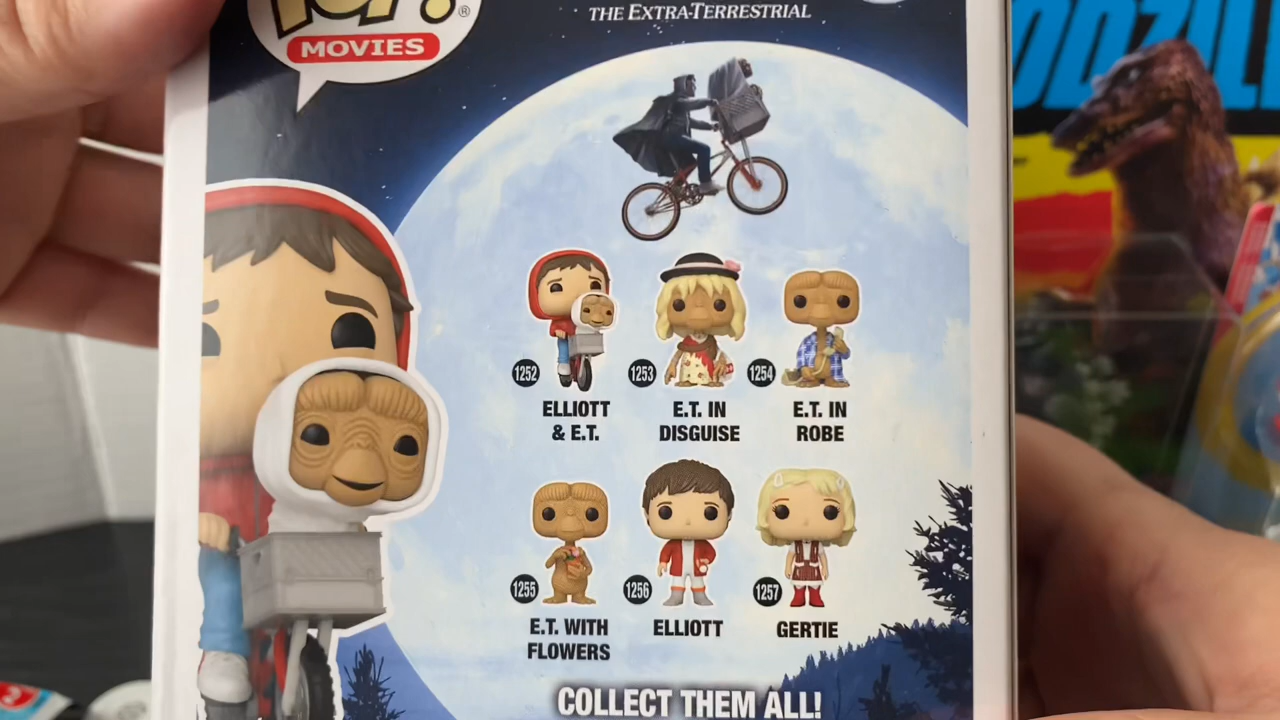 POP!
®
THE EXTRA-TERRESTRIAL
MOVIES
1252
1253
1254
ELLIOTT
& E.T.
E.T. IN
DISGUISE
E.T. IN
ROBE
1255
1256
1257
E.T. WITH
FLOWERS
ELLIOTT
GERTIE
COLLECT THEM ALL!